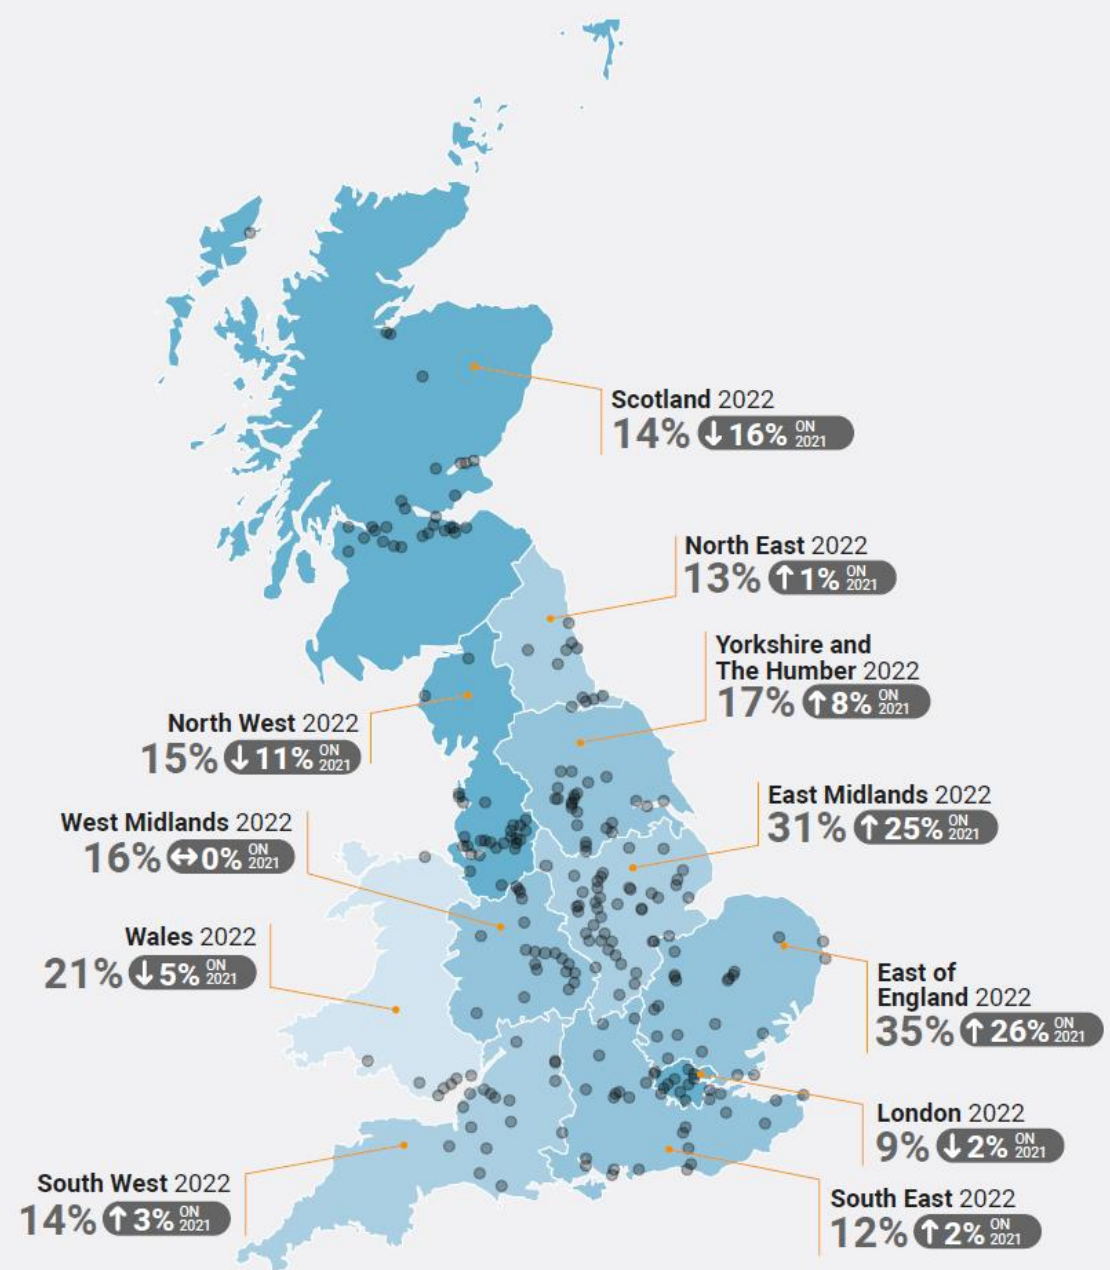 Scotland 2022
14% ↓ 16% ON 2021
North East 2022
13% ↑ 1% ON 2021
Yorkshire and
The Humber 2022
17% ↑ 8% ON 2021
North West 2022
15% ↓ 11% ON 2021
East Midlands 2022
31% ↑ 25% ON 2021
West Midlands 2022
16% ↔ 0% ON 2021
Wales 2022
21% ↓ 5% ON 2021
East of
England 2022
35% ↑ 26% ON 2021
London 2022
9% ↓ 2% ON 2021
South West 2022
14% ↑ 3% ON 2021
South East 2022
12% ↑ 2% ON 2021